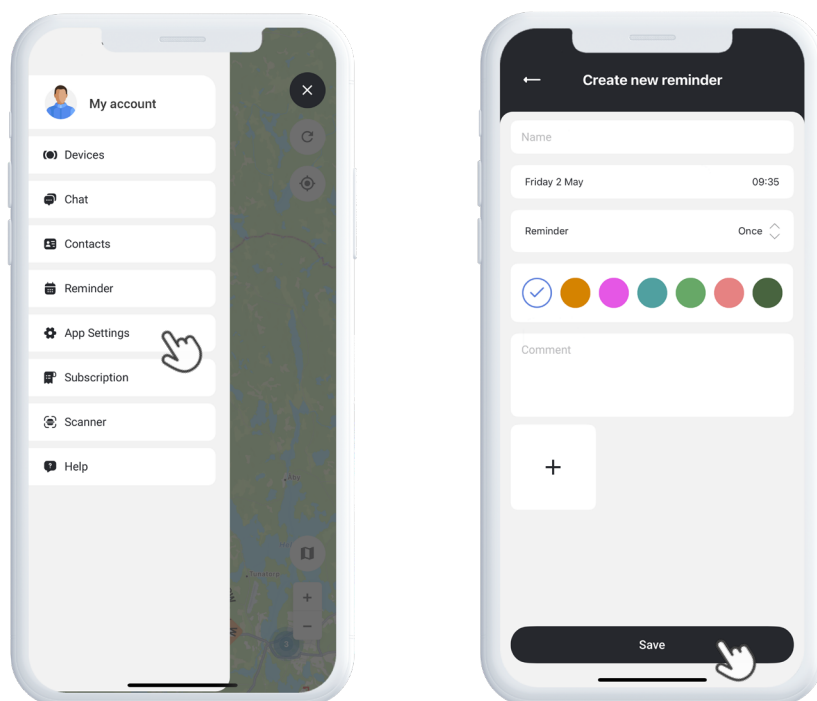 My account
Devices
Chat
Contacts
Reminder
App Settings
Subscription
Scanner
Help
+
−
Create new reminder
Name
Friday 2 May 09:35
Reminder Once
Comment
+
Save